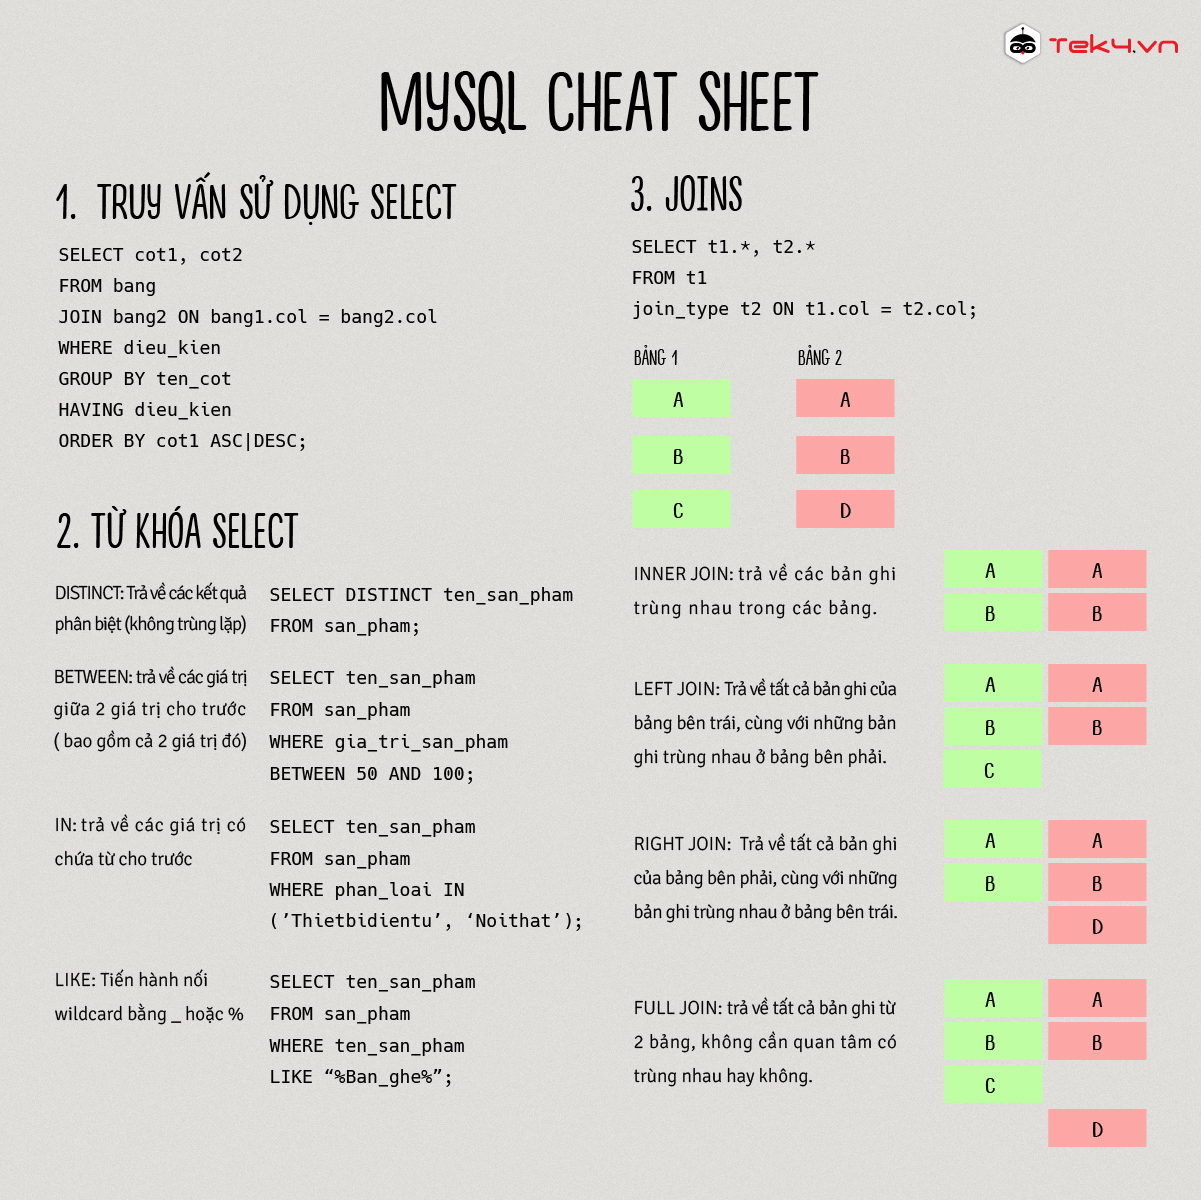 Tek4.vn
MYSQL CHEAT SHEET
1. TRUY VẤN SỬ DỤNG SELECT
SELECT cot1, cot2
FROM bang
JOIN bang2 ON bang1.col = bang2.col
WHERE dieu_kien
GROUP BY ten_cot
HAVING dieu_kien
ORDER BY cot1 ASC|DESC;
2. TỪ KHÓA SELECT
DISTINCT: Trả về các kết quả
phân biệt (không trùng lặp)
SELECT DISTINCT ten_san_pham
FROM san_pham;
BETWEEN: trả về các giá trị
giữa 2 giá trị cho trước
( bao gồm cả 2 giá trị đó)
SELECT ten_san_pham
FROM san_pham
WHERE gia_tri_san_pham
BETWEEN 50 AND 100;
IN: trả về các giá trị có
chứa từ cho trước
SELECT ten_san_pham
FROM san_pham
WHERE phan_loai IN
(’Thietbidientu’, ‘Noithat’);
LIKE: Tiến hành nối
wildcard bằng _ hoặc %
SELECT ten_san_pham
FROM san_pham
WHERE ten_san_pham
LIKE “%Ban_ghe%”;
3. JOINS
SELECT t1.*, t2.*
FROM t1
join_type t2 ON t1.col = t2.col;
BẢNG 1 BẢNG 2
A A
B B
C D
INNER JOIN: trả về các bản ghi
trùng nhau trong các bảng.
A A
B B
LEFT JOIN: Trả về tất cả bản ghi của
bảng bên trái, cùng với những bản
ghi trùng nhau ở bảng bên phải.
A A
B B
C
RIGHT JOIN: Trả về tất cả bản ghi
của bảng bên phải, cùng với những
bản ghi trùng nhau ở bảng bên trái.
A A
B B
D
FULL JOIN: trả về tất cả bản ghi từ
2 bảng, không cần quan tâm có
trùng nhau hay không.
A A
B B
C
D